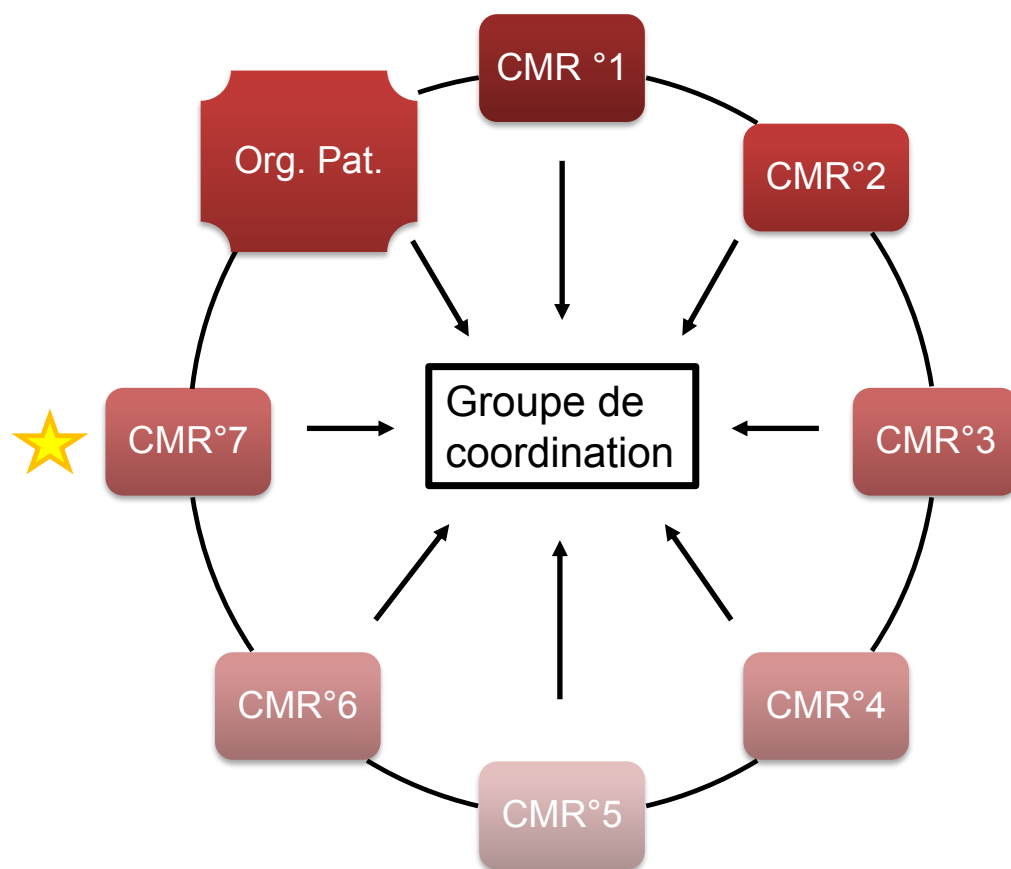 CMR °1
Org. Pat.
CMR°2
Groupe de
coordination
CMR°7
CMR°3
CMR°6
CMR°4
CMR°5